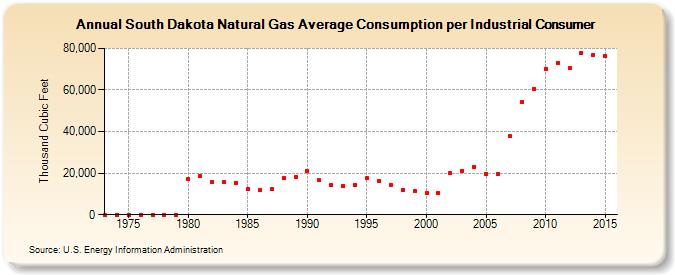 Annual South Dakota Natural Gas Average Consumption per Industrial Consumer
Thousand Cubic Feet
80,000
60,000
40,000
20,000
0
1975 1980 1985 1990 1995 2000 2005 2010 2015
Source: U.S. Energy Information Administration